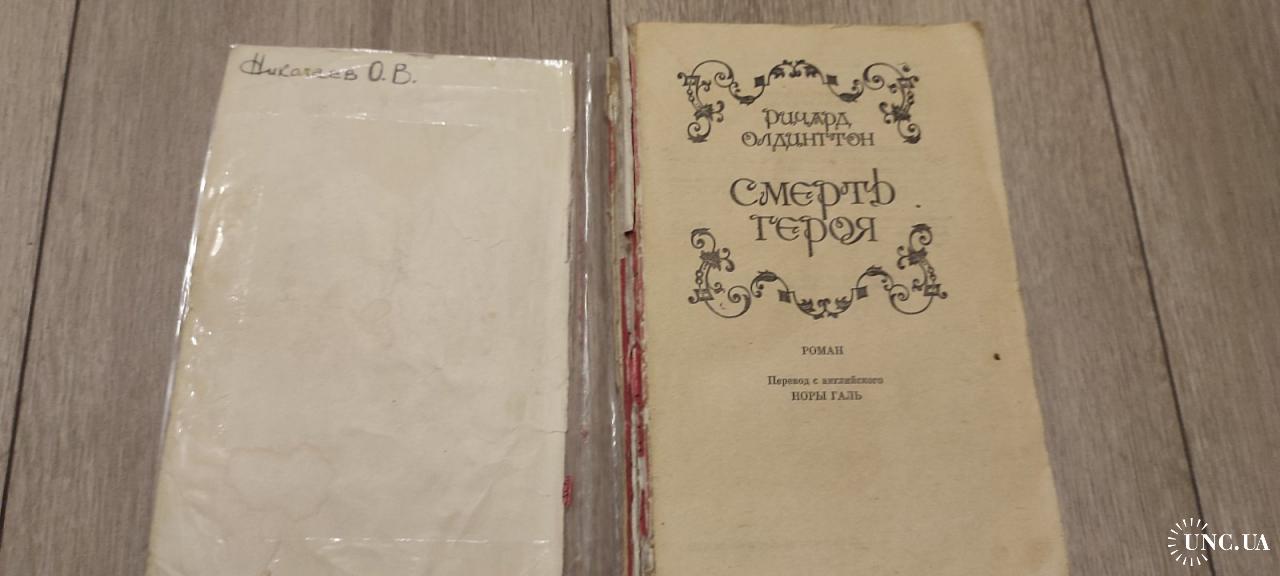 Николаев О.В.
РИЧАРД
ОЛДИНГТОН
СМЕРТЬ
ГЕРОЯ
РОМАН
Перевод с английского
НОРЫ ГАЛЬ
UNC.UA